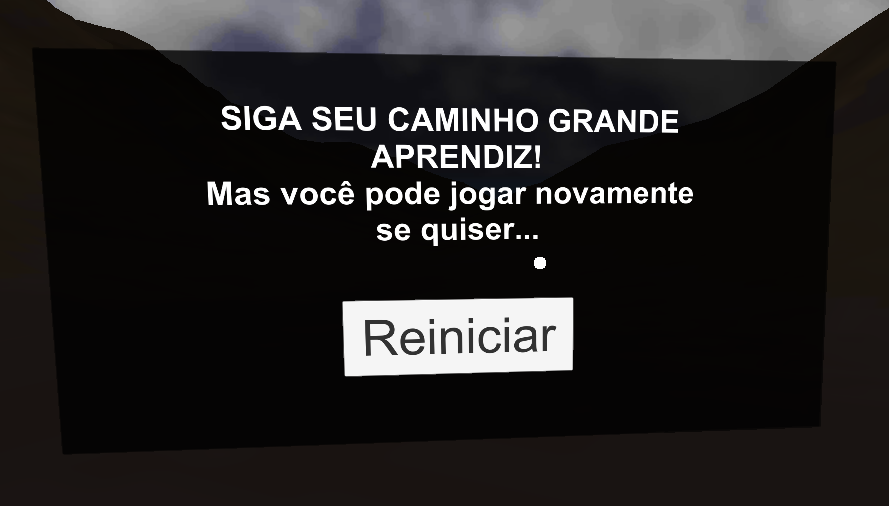 SIGA SEU CAMINHO GRANDE
APRENDIZ!
Mas você pode jogar novamente
se quiser...
Reiniciar